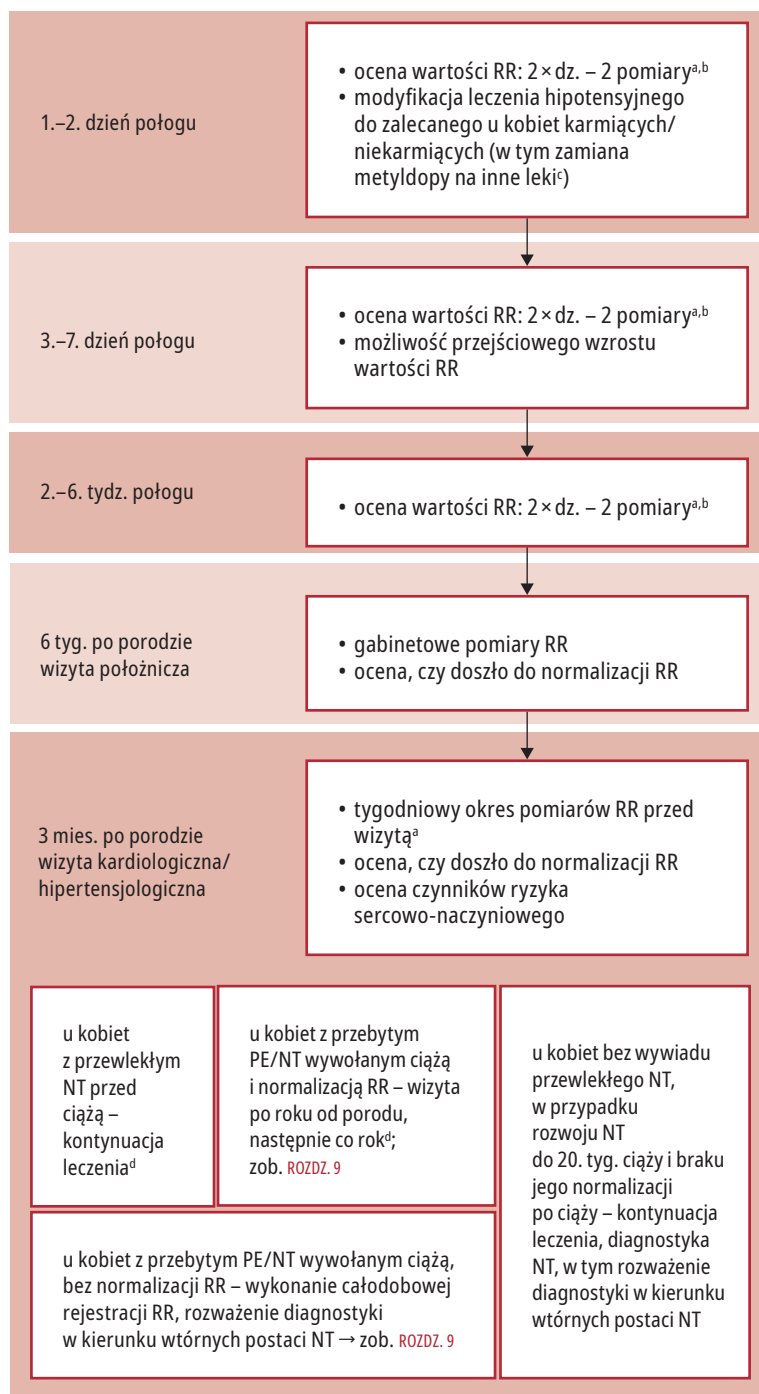 1.–2. dzień połogu
• ocena wartości RR: 2 × dz. – 2 pomiary^a,b
• modyfikacja leczenia hipotensyjnego
do zalecanego u kobiet karmiących/
niekarmiących (w tym zamiana
metyldopy na inne leki^c)
3.–7. dzień połogu
• ocena wartości RR: 2 × dz. – 2 pomiary^a,b
• możliwość przejściowego wzrostu
wartości RR
2.–6. tydz. połogu
• ocena wartości RR: 2 × dz. – 2 pomiary^a,b
6 tyg. po porodzie
wizyta położnicza
• gabinetowe pomiary RR
• ocena, czy doszło do normalizacji RR
3 mies. po porodzie
wizyta kardiologiczna/
hipertensjologiczna
• tygodniowy okres pomiarów RR przed
wizytą^a
• ocena, czy doszło do normalizacji RR
• ocena czynników ryzyka
sercowo-naczyniowego
u kobiet
z przewlekłym
NT przed
ciążą –
kontynuacja
leczenia^d
u kobiet z przebytym
PE/NT wywołanym ciążą
i normalizacją RR – wizyta
po roku od porodu,
następnie co rok^d;
zob. ROZDZ. 9
u kobiet bez wywiadu
przewlekłego NT,
w przypadku
rozwoju NT
do 20. tyg. ciąży i braku
jego normalizacji
po ciąży – kontynuacja
leczenia, diagnostyka
NT, w tym rozważenie
diagnostyki w kierunku
wtórnych postaci NT
u kobiet z przebytym PE/NT wywołanym ciążą,
bez normalizacji RR – wykonanie całodobowej
rejestracji RR, rozważenie diagnostyki
w kierunku wtórnych postaci NT → zob. ROZDZ. 9